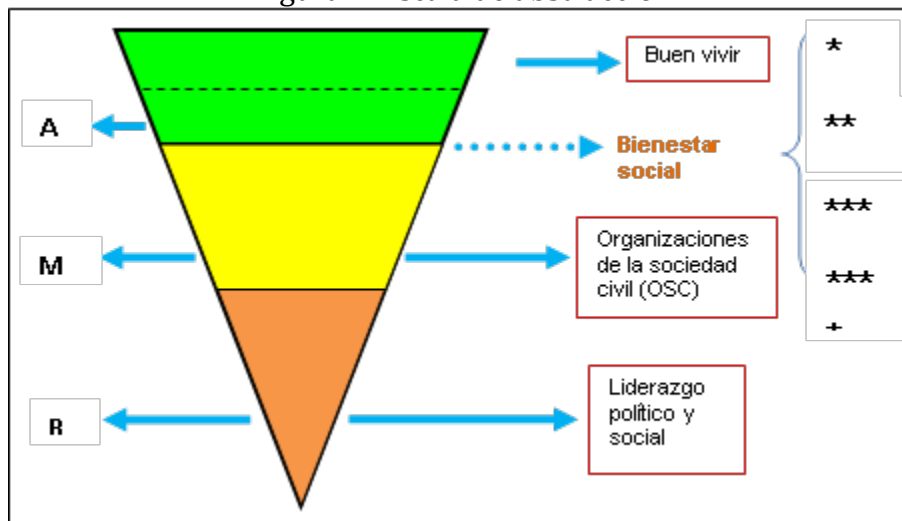 Buen vivir
*
A
**
Bienestar
social
***
Organizaciones
de la sociedad
civil (OSC)
M
***
+
Liderazgo
político y
social
R